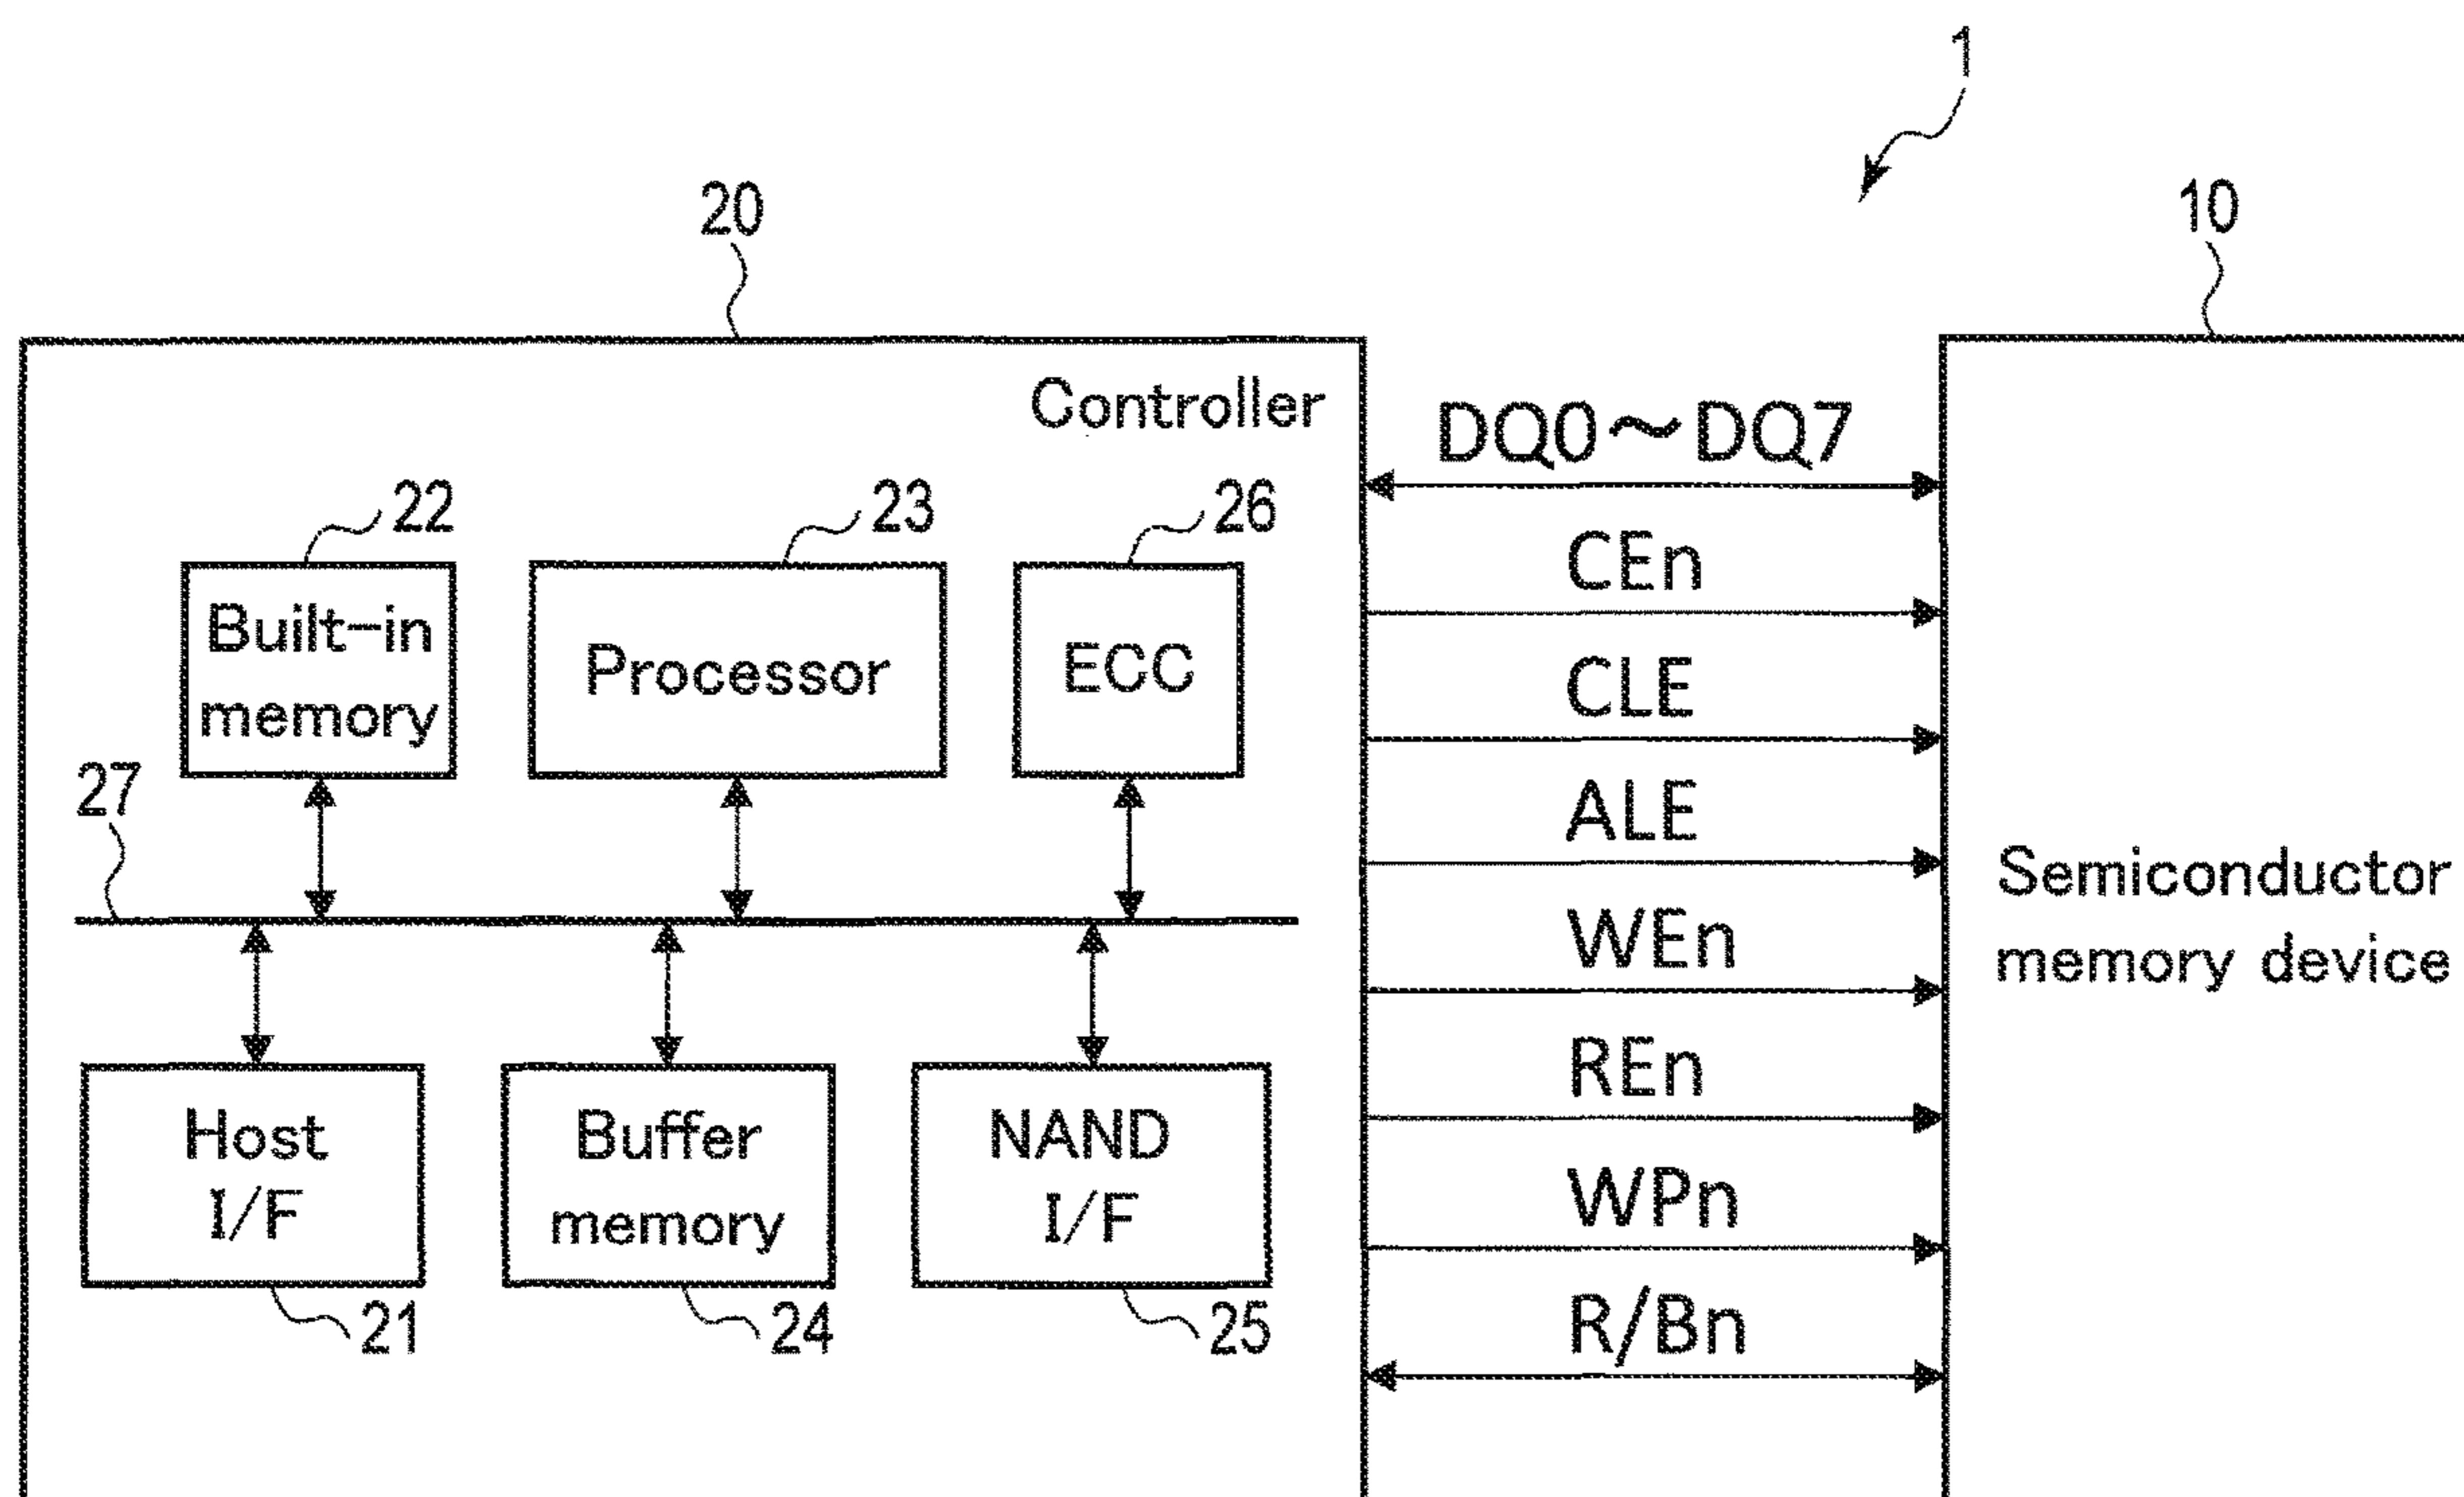 1
20
10
Controller
DQ0～DQ7
22
23
26
CEn
Built-in
memory
Processor
ECC
CLE
27
ALE
Semiconductor
memory device
WEn
REn
Host
I/F
Buffer
memory
NAND
I/F
WPn
21
24
25
R/Bn